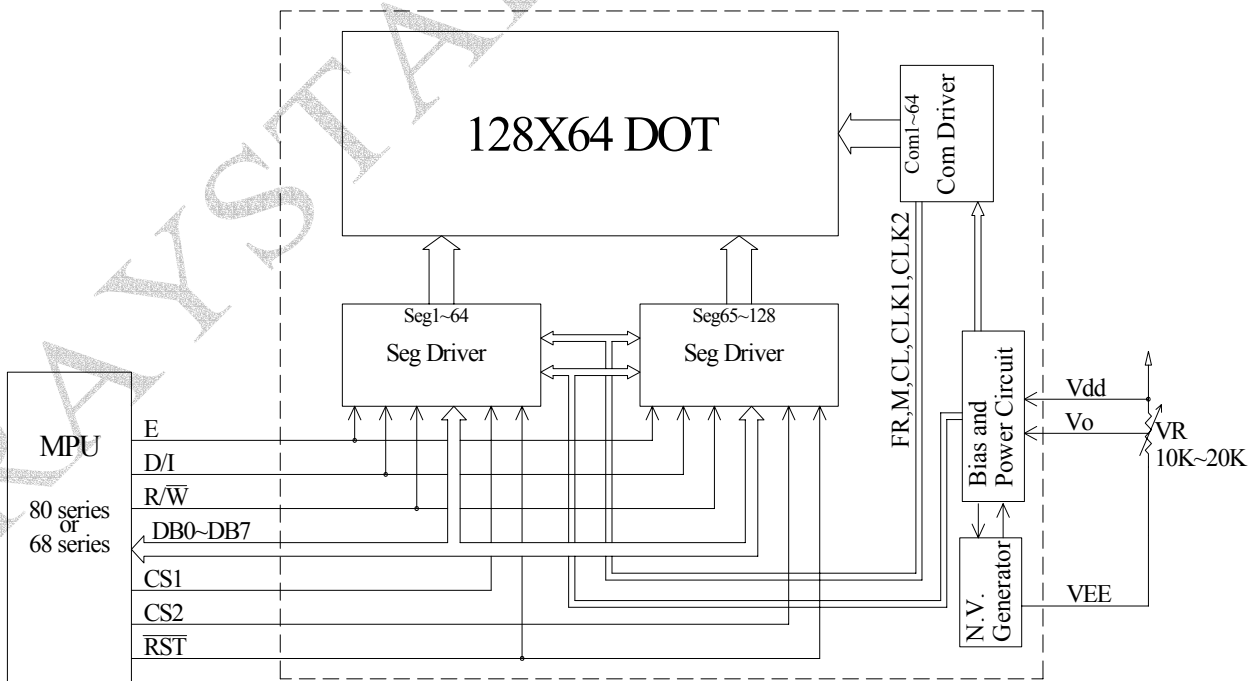 128X64 DOT
Com1~64
Com Driver
Seg1~64
Seg Driver
Seg65~128
Seg Driver
FR,M,CL,CLK1,CLK2
Bias and
Power Circuit
Vdd
Vo
VR
10K~20K
N.V.
Generator
VEE
MPU
80 series
or
68 series
E
D/I
R/W̅
DB0~DB7
CS1
CS2
R̅S̅T̅